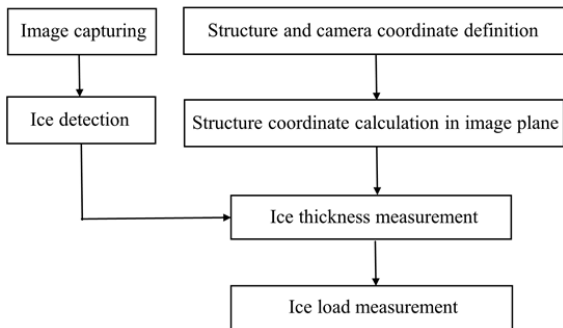 Image capturing
Structure and camera coordinate definition
Ice detection
Structure coordinate calculation in image plane
Ice thickness measurement
Ice load measurement